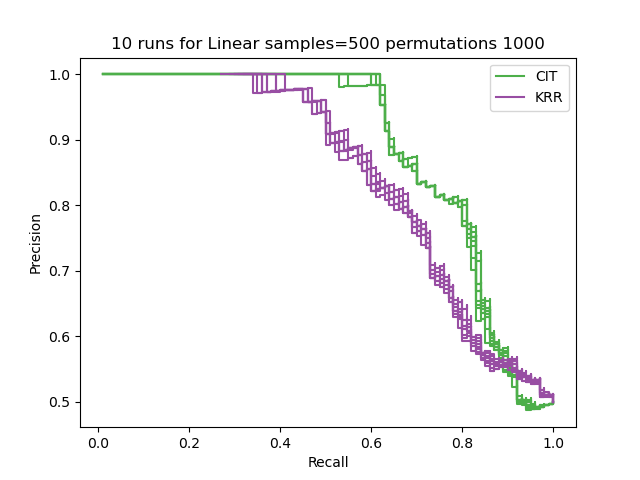 10 runs for Linear samples=500 permutations 1000
CIT
KRR
1.0
0.9
0.8
0.7
0.6
0.5
Precision
0.0 0.2 0.4 0.6 0.8 1.0
Recall